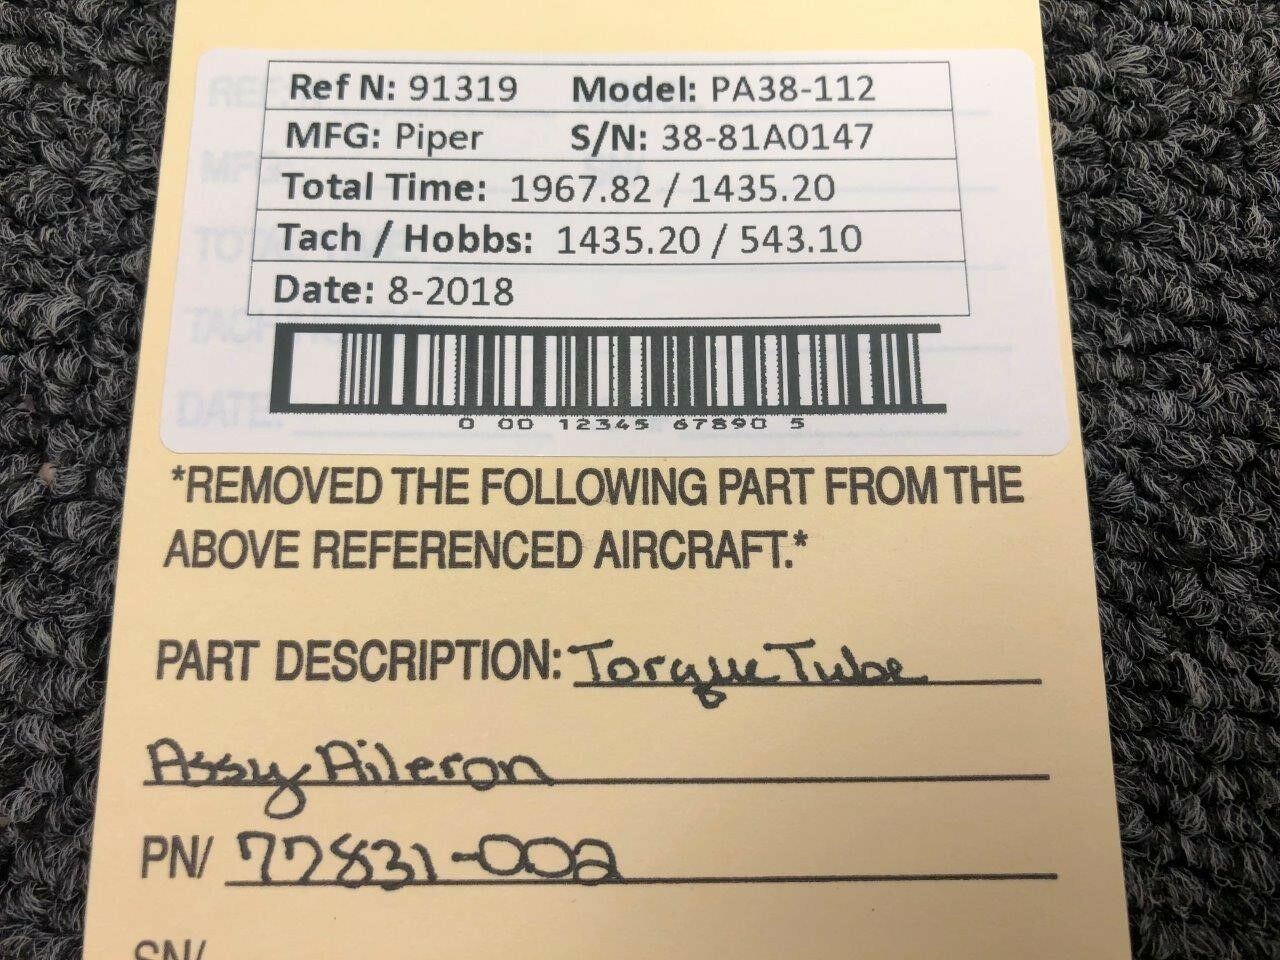 Ref N: 91319 Model: PA38-112
MFG: Piper S/N: 38-81A0147
Total Time: 1967.82 / 1435.20
Tach / Hobbs: 1435.20 / 543.10
Date: 8-2018
0 00 12345 67890 5
*REMOVED THE FOLLOWING PART FROM THE
ABOVE REFERENCED AIRCRAFT.*
PART DESCRIPTION: Torque Tube
Assy Aileron
PN/ 77831-002
SN/